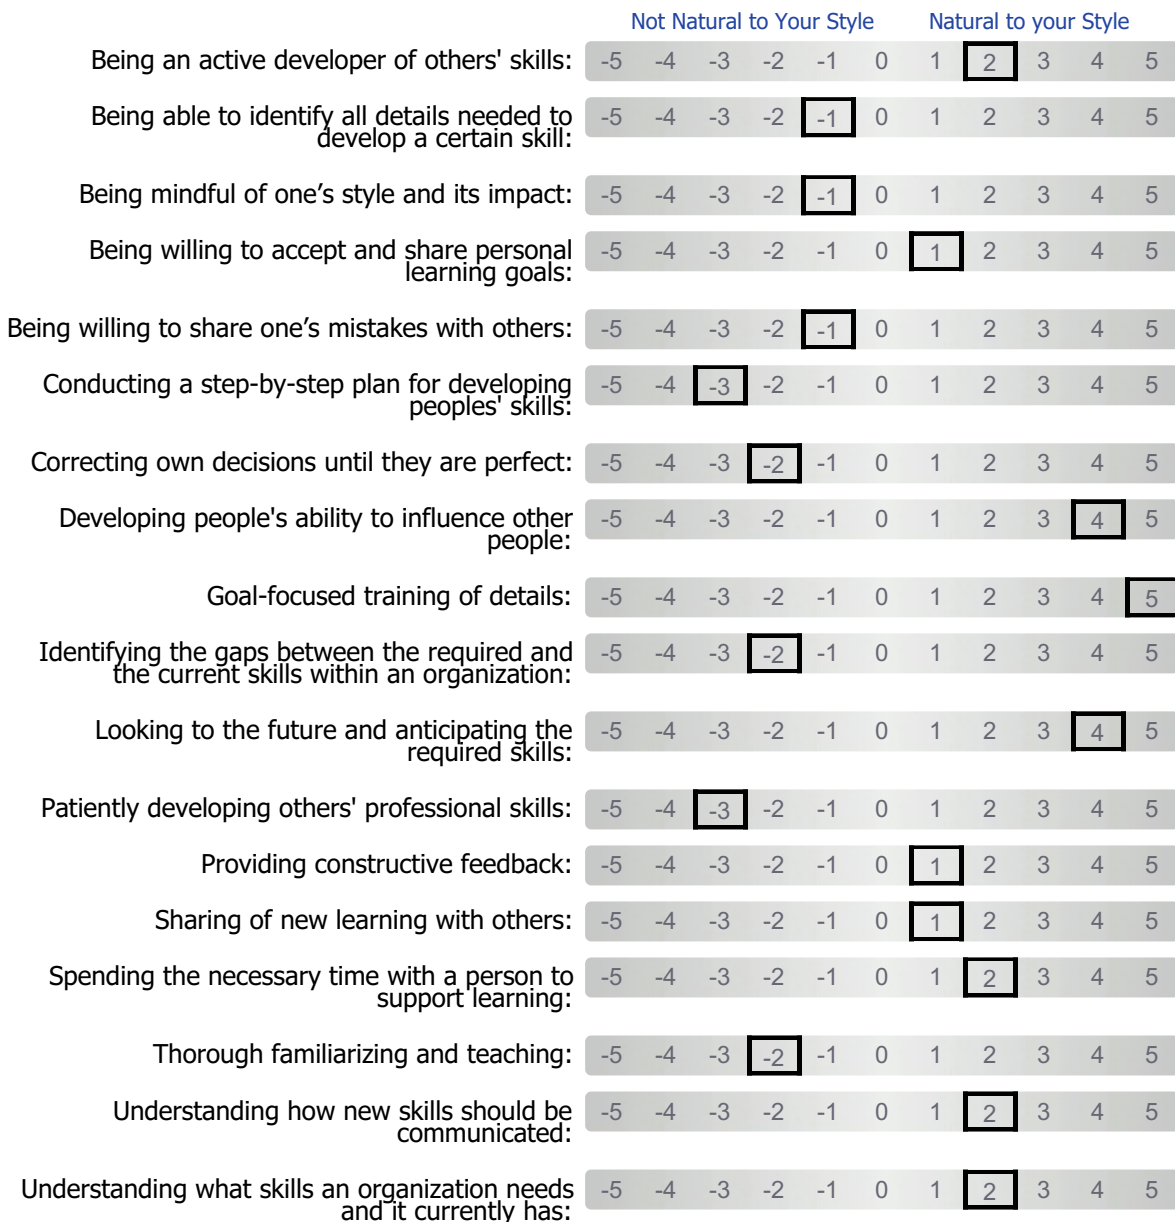 Not Natural to Your Style Natural to your Style
Being an active developer of others' skills: -5 -4 -3 -2 -1 0 1 2 3 4 5
Being able to identify all details needed to
develop a certain skill: -5 -4 -3 -2 -1 0 1 2 3 4 5
Being mindful of one’s style and its impact: -5 -4 -3 -2 -1 0 1 2 3 4 5
Being willing to accept and share personal
learning goals: -5 -4 -3 -2 -1 0 1 2 3 4 5
Being willing to share one’s mistakes with others: -5 -4 -3 -2 -1 0 1 2 3 4 5
Conducting a step-by-step plan for developing
peoples' skills: -5 -4 -3 -2 -1 0 1 2 3 4 5
Correcting own decisions until they are perfect: -5 -4 -3 -2 -1 0 1 2 3 4 5
Developing people's ability to influence other
people: -5 -4 -3 -2 -1 0 1 2 3 4 5
Goal-focused training of details: -5 -4 -3 -2 -1 0 1 2 3 4 5
Identifying the gaps between the required and
the current skills within an organization: -5 -4 -3 -2 -1 0 1 2 3 4 5
Looking to the future and anticipating the
required skills: -5 -4 -3 -2 -1 0 1 2 3 4 5
Patiently developing others' professional skills: -5 -4 -3 -2 -1 0 1 2 3 4 5
Providing constructive feedback: -5 -4 -3 -2 -1 0 1 2 3 4 5
Sharing of new learning with others: -5 -4 -3 -2 -1 0 1 2 3 4 5
Spending the necessary time with a person to
support learning: -5 -4 -3 -2 -1 0 1 2 3 4 5
Thorough familiarizing and teaching: -5 -4 -3 -2 -1 0 1 2 3 4 5
Understanding how new skills should be
communicated: -5 -4 -3 -2 -1 0 1 2 3 4 5
Understanding what skills an organization needs
and it currently has: -5 -4 -3 -2 -1 0 1 2 3 4 5